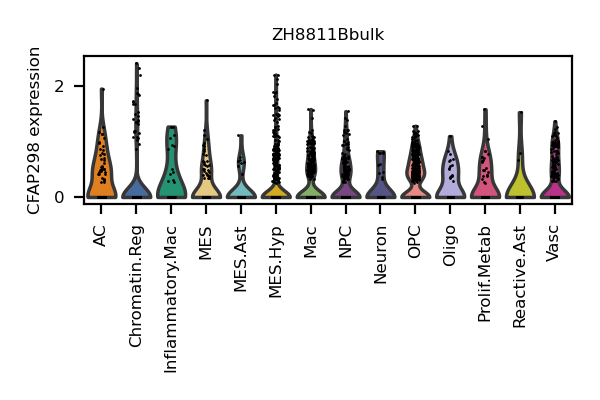 ZH8811Bbulk
CFAP298 expression
2
0
AC
Chromatin.Reg
Inflammatory.Mac
MES
MES.Ast
MES.Hyp
Mac
NPC
Neuron
OPC
Oligo
Prolif.Metab
Reactive.Ast
Vasc